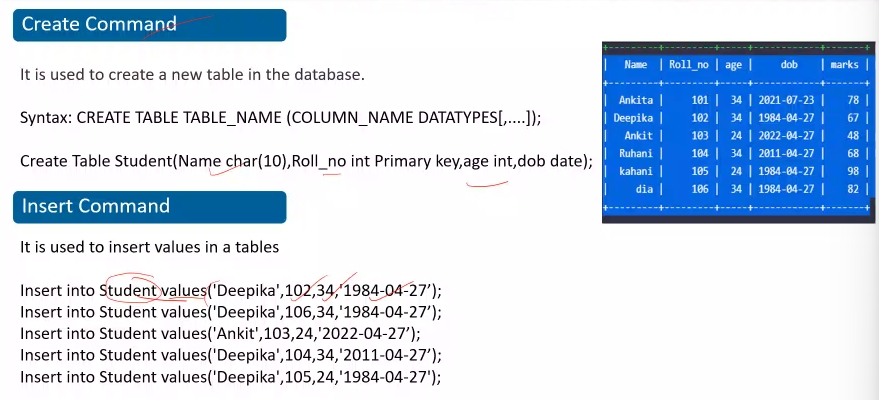 Create Command
It is used to create a new table in the database.
Syntax: CREATE TABLE TABLE_NAME (COLUMN_NAME DATATYPES[,....]);
Create Table Student(Name char(10),Roll_no int Primary key,age int,dob date);
Insert Command
It is used to insert values in a tables
Insert into Student values('Deepika',102,34,'1984-04-27’);
Insert into Student values('Deepika',106,34,'1984-04-27’);
Insert into Student values('Ankit',103,24,'2022-04-27’);
Insert into Student values('Deepika',104,34,'2011-04-27’);
Insert into Student values('Deepika',105,24,'1984-04-27');
| Name | Roll_no | age | dob | marks |
| Ankita | 101 | 34 | 2021-07-23 | 78 |
| Deepika | 102 | 34 | 1984-04-27 | 67 |
| Ankit | 103 | 24 | 2022-04-27 | 48 |
| Ruhani | 104 | 34 | 2011-04-27 | 68 |
| kahani | 105 | 24 | 1984-04-27 | 98 |
| dia | 106 | 34 | 1984-04-27 | 82 |